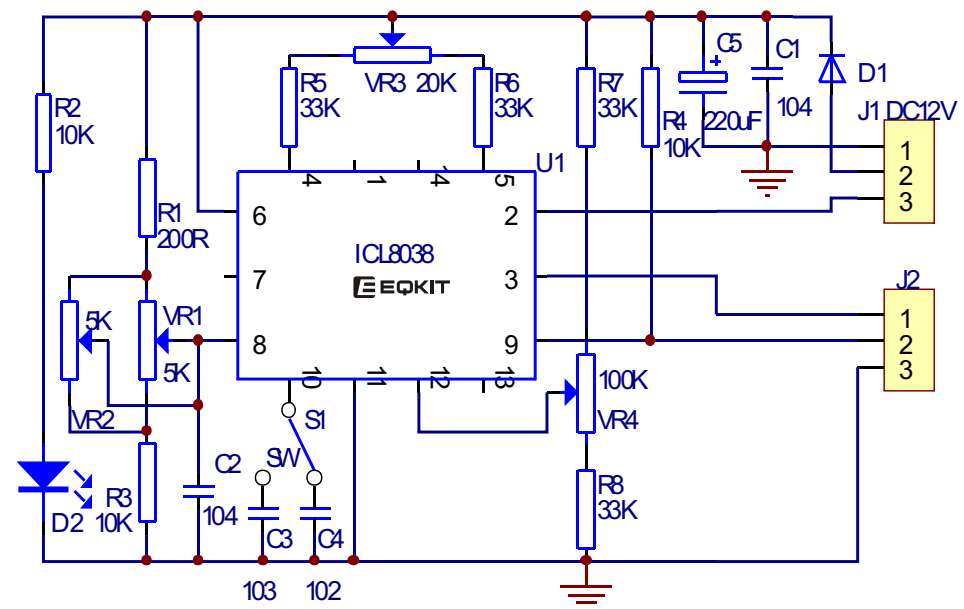 C5
+
C1
D1
R5
33K
VR3 20K
R6
33K
R7
33K
R4
10K
220uF
104
J1 DC12V
R2
10K
1
2
3
U1
4
1
14
5
R1
200R
6
2
ICL8038
EQKIT
7
3
J2
5K
VR1
8
9
1
2
3
5K
10
11
12
13
100K
VR2
VR4
S1
SW
C2
R3
10K
104
R8
33K
D2
C3
C4
103
102